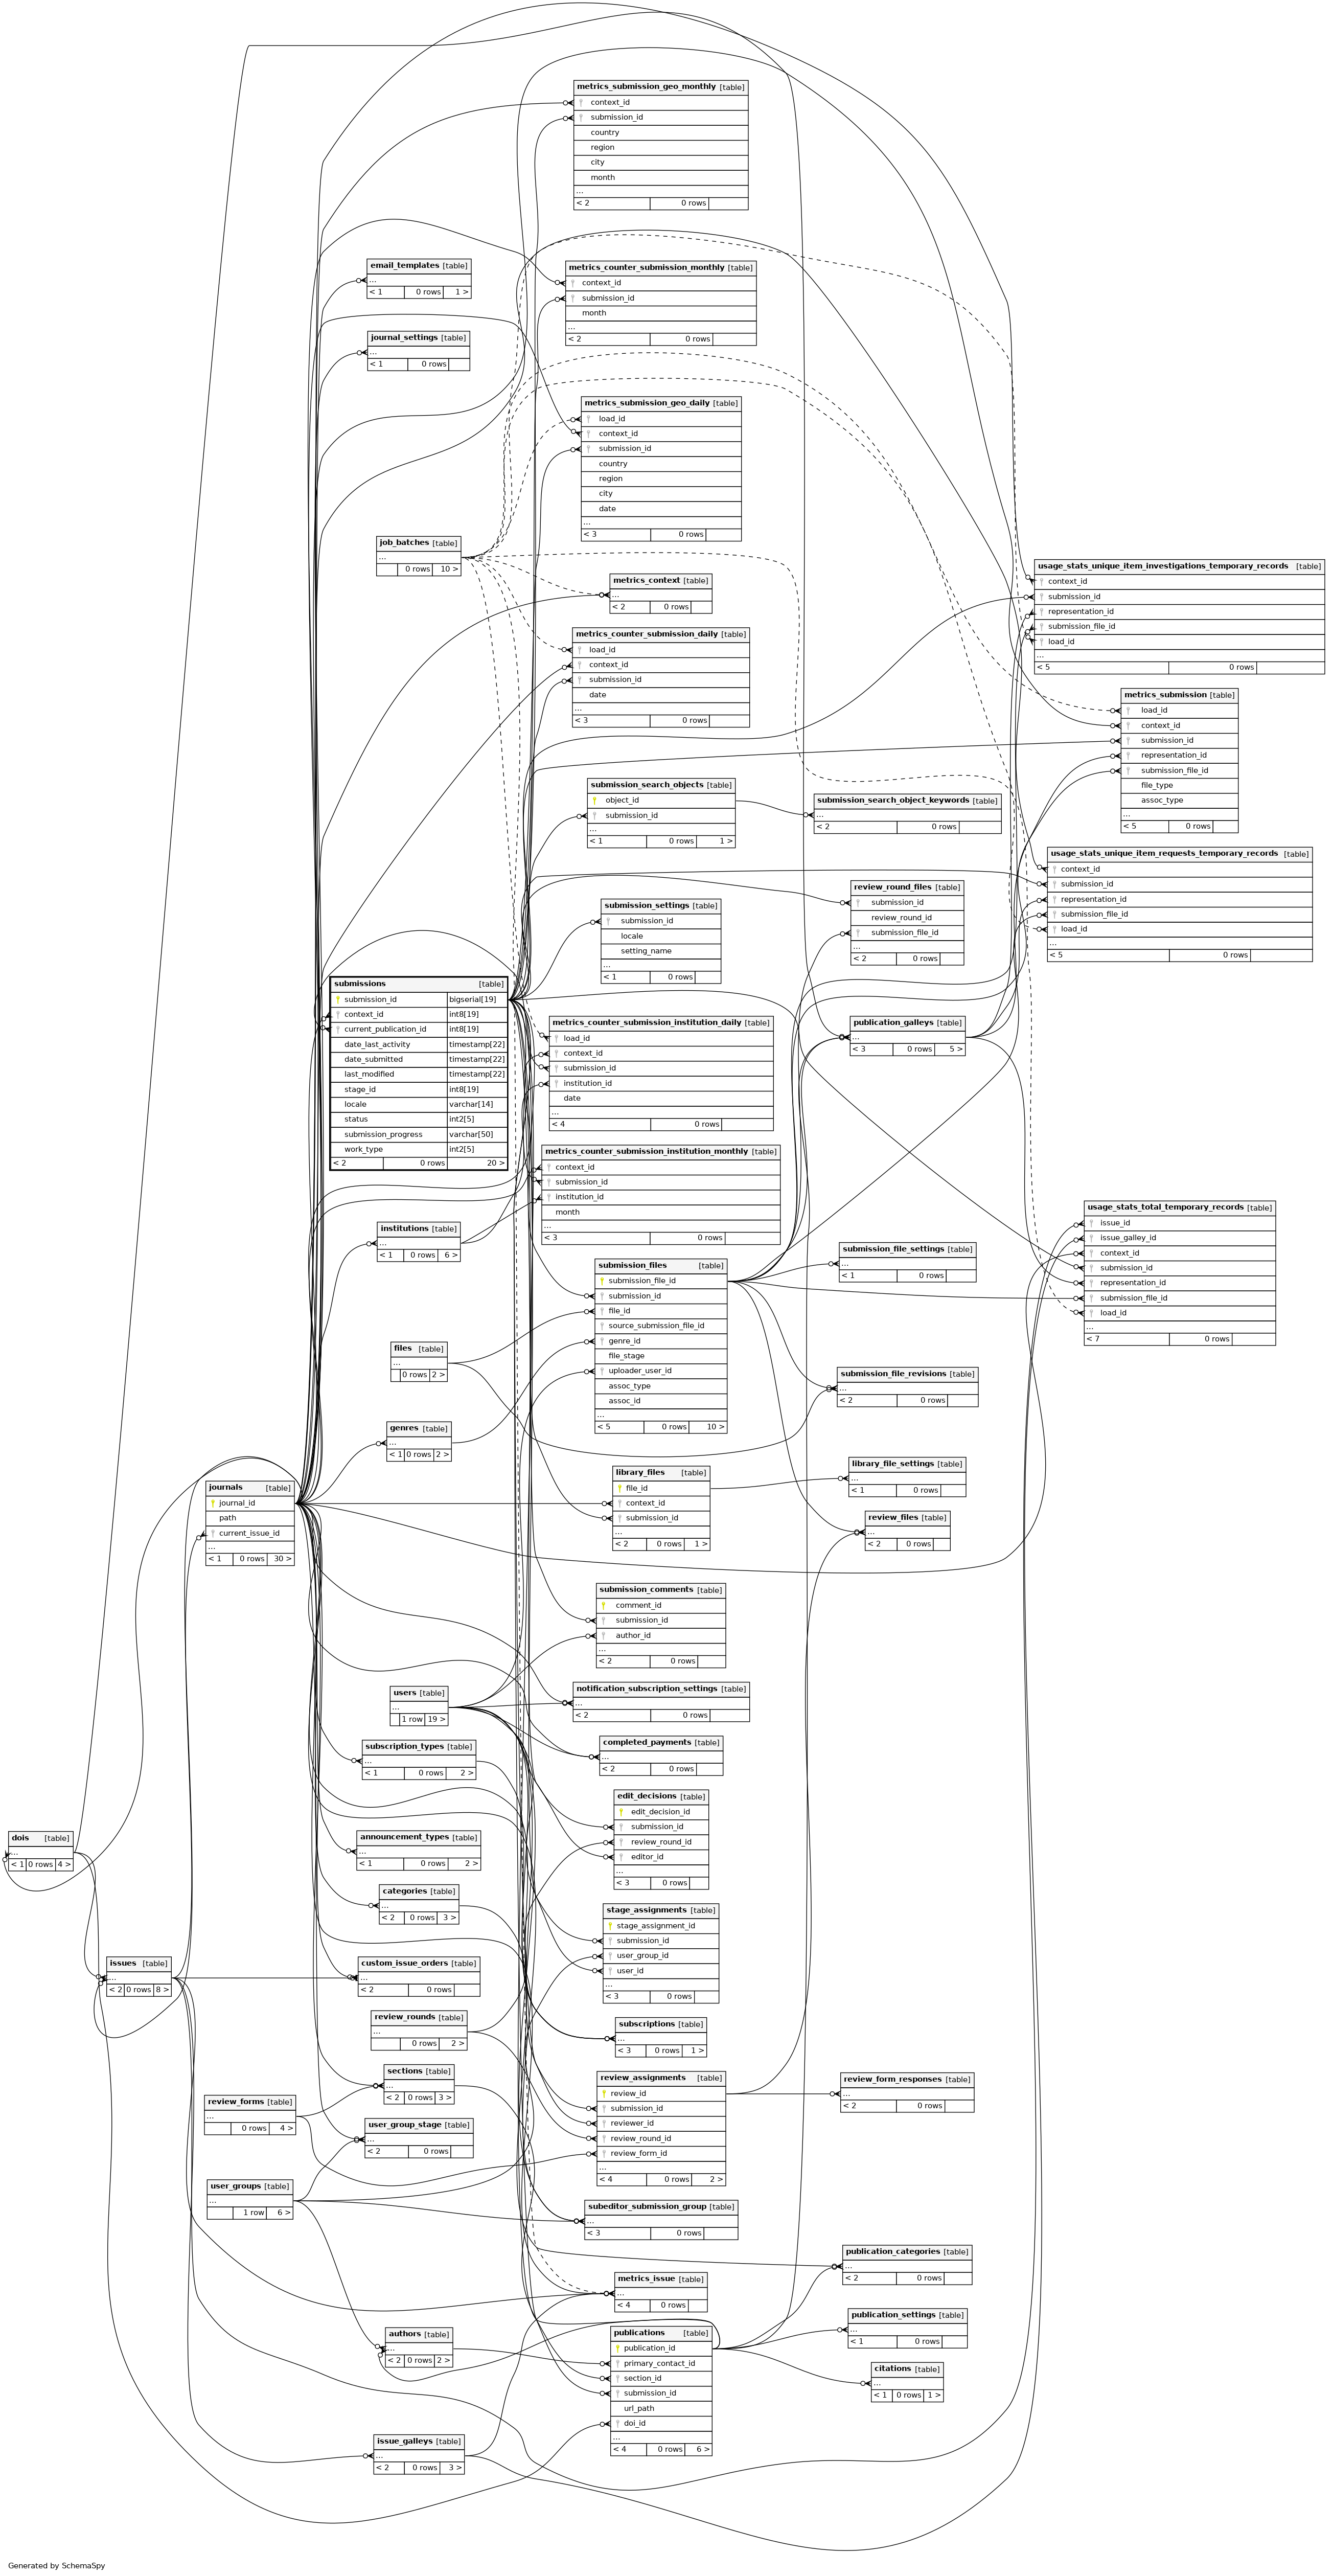 metrics_submission_geo_monthly [table]
context_id
submission_id
country
region
city
month
...
< 2 0 rows
email_templates [table]
...
< 1 0 rows 1 >
metrics_counter_submission_monthly [table]
context_id
submission_id
month
...
< 2 0 rows
journal_settings [table]
...
< 1 0 rows
metrics_submission_geo_daily [table]
load_id
context_id
submission_id
country
region
city
date
...
< 3 0 rows
job_batches [table]
...
0 rows 10 >
metrics_context [table]
...
< 2 0 rows
usage_stats_unique_item_investigations_temporary_records [table]
context_id
submission_id
representation_id
submission_file_id
load_id
...
< 5 0 rows
metrics_counter_submission_daily [table]
load_id
context_id
submission_id
date
...
< 3 0 rows
metrics_submission [table]
load_id
context_id
submission_id
representation_id
submission_file_id
file_type
assoc_type
...
< 5 0 rows
submission_search_objects [table]
object_id
submission_id
...
< 1 0 rows 1 >
submission_search_object_keywords [table]
...
< 2 0 rows
usage_stats_unique_item_requests_temporary_records [table]
context_id
submission_id
representation_id
submission_file_id
load_id
...
< 5 0 rows
review_round_files [table]
submission_id
review_round_id
submission_file_id
...
< 2 0 rows
submission_settings [table]
submission_id
locale
setting_name
...
< 1 0 rows
submissions [table]
submission_id bigserial[19]
context_id int8[19]
current_publication_id int8[19]
date_last_activity timestamp[22]
date_submitted timestamp[22]
last_modified timestamp[22]
stage_id int8[19]
locale varchar[14]
status int2[5]
submission_progress varchar[50]
work_type int2[5]
< 2 0 rows 20 >
metrics_counter_submission_institution_daily [table]
load_id
context_id
submission_id
institution_id
date
...
< 4 0 rows
publication_galleys [table]
...
< 3 0 rows 5 >
metrics_counter_submission_institution_monthly [table]
context_id
submission_id
institution_id
month
...
< 3 0 rows
usage_stats_total_temporary_records [table]
issue_id
issue_galley_id
context_id
submission_id
representation_id
submission_file_id
load_id
...
< 7 0 rows
institutions [table]
...
< 1 0 rows 6 >
submission_file_settings [table]
...
< 1 0 rows
submission_files [table]
submission_file_id
submission_id
file_id
source_submission_file_id
genre_id
file_stage
uploader_user_id
assoc_type
assoc_id
...
< 5 0 rows 10 >
files [table]
...
0 rows 2 >
submission_file_revisions [table]
...
< 2 0 rows
genres [table]
...
< 1 0 rows 2 >
library_file_settings [table]
...
< 1 0 rows
library_files [table]
file_id
context_id
submission_id
...
< 2 0 rows 1 >
journals [table]
journal_id
path
current_issue_id
...
< 1 0 rows 30 >
review_files [table]
...
< 2 0 rows
submission_comments [table]
comment_id
submission_id
author_id
...
< 2 0 rows
users [table]
...
1 row 19 >
notification_subscription_settings [table]
...
< 2 0 rows
completed_payments [table]
...
< 2 0 rows
subscription_types [table]
...
< 1 0 rows 2 >
edit_decisions [table]
edit_decision_id
submission_id
review_round_id
editor_id
...
< 3 0 rows
dois [table]
...
< 1 0 rows 4 >
announcement_types [table]
...
< 1 0 rows 2 >
categories [table]
...
< 2 0 rows 3 >
stage_assignments [table]
stage_assignment_id
submission_id
user_group_id
user_id
...
< 3 0 rows
issues [table]
...
< 2 0 rows 8 >
custom_issue_orders [table]
...
< 2 0 rows
review_rounds [table]
...
0 rows 2 >
subscriptions [table]
...
< 3 0 rows 1 >
sections [table]
...
< 2 0 rows 3 >
review_assignments [table]
review_id
submission_id
reviewer_id
review_round_id
review_form_id
...
< 4 0 rows 2 >
review_form_responses [table]
...
< 2 0 rows
review_forms [table]
...
0 rows 4 >
user_group_stage [table]
...
< 2 0 rows
user_groups [table]
...
1 row 6 >
subeditor_submission_group [table]
...
< 3 0 rows
publication_categories [table]
...
< 2 0 rows
metrics_issue [table]
...
< 4 0 rows
publication_settings [table]
...
< 1 0 rows
authors [table]
...
< 2 0 rows 2 >
publications [table]
publication_id
primary_contact_id
section_id
submission_id
url_path
doi_id
...
< 4 0 rows 6 >
citations [table]
...
< 1 0 rows 1 >
issue_galleys [table]
...
< 2 0 rows 3 >
Generated by SchemaSpy